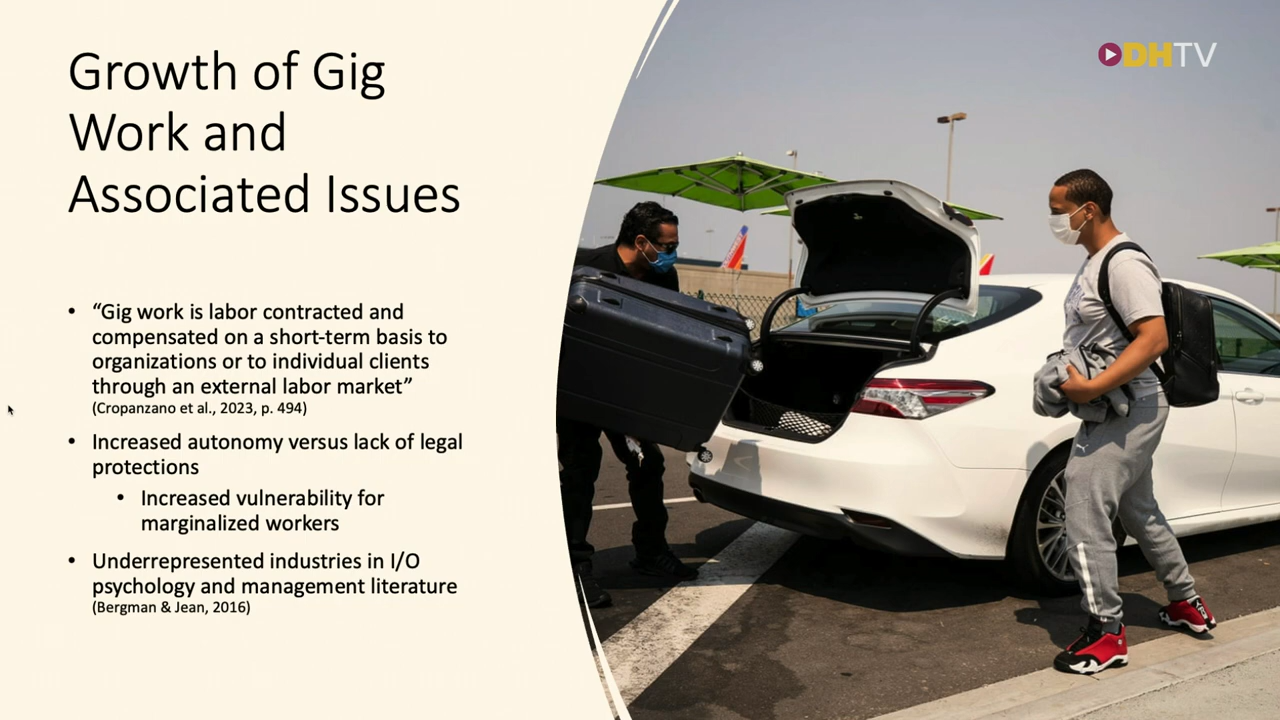 DHTV
Growth of Gig
Work and
Associated Issues
• “Gig work is labor contracted and
compensated on a short-term basis to
organizations or to individual clients
through an external labor market”
(Cropanzano et al., 2023, p. 494)
• Increased autonomy versus lack of legal
protections
• Increased vulnerability for
marginalized workers
• Underrepresented industries in I/O
psychology and management literature
(Bergman & Jean, 2016)